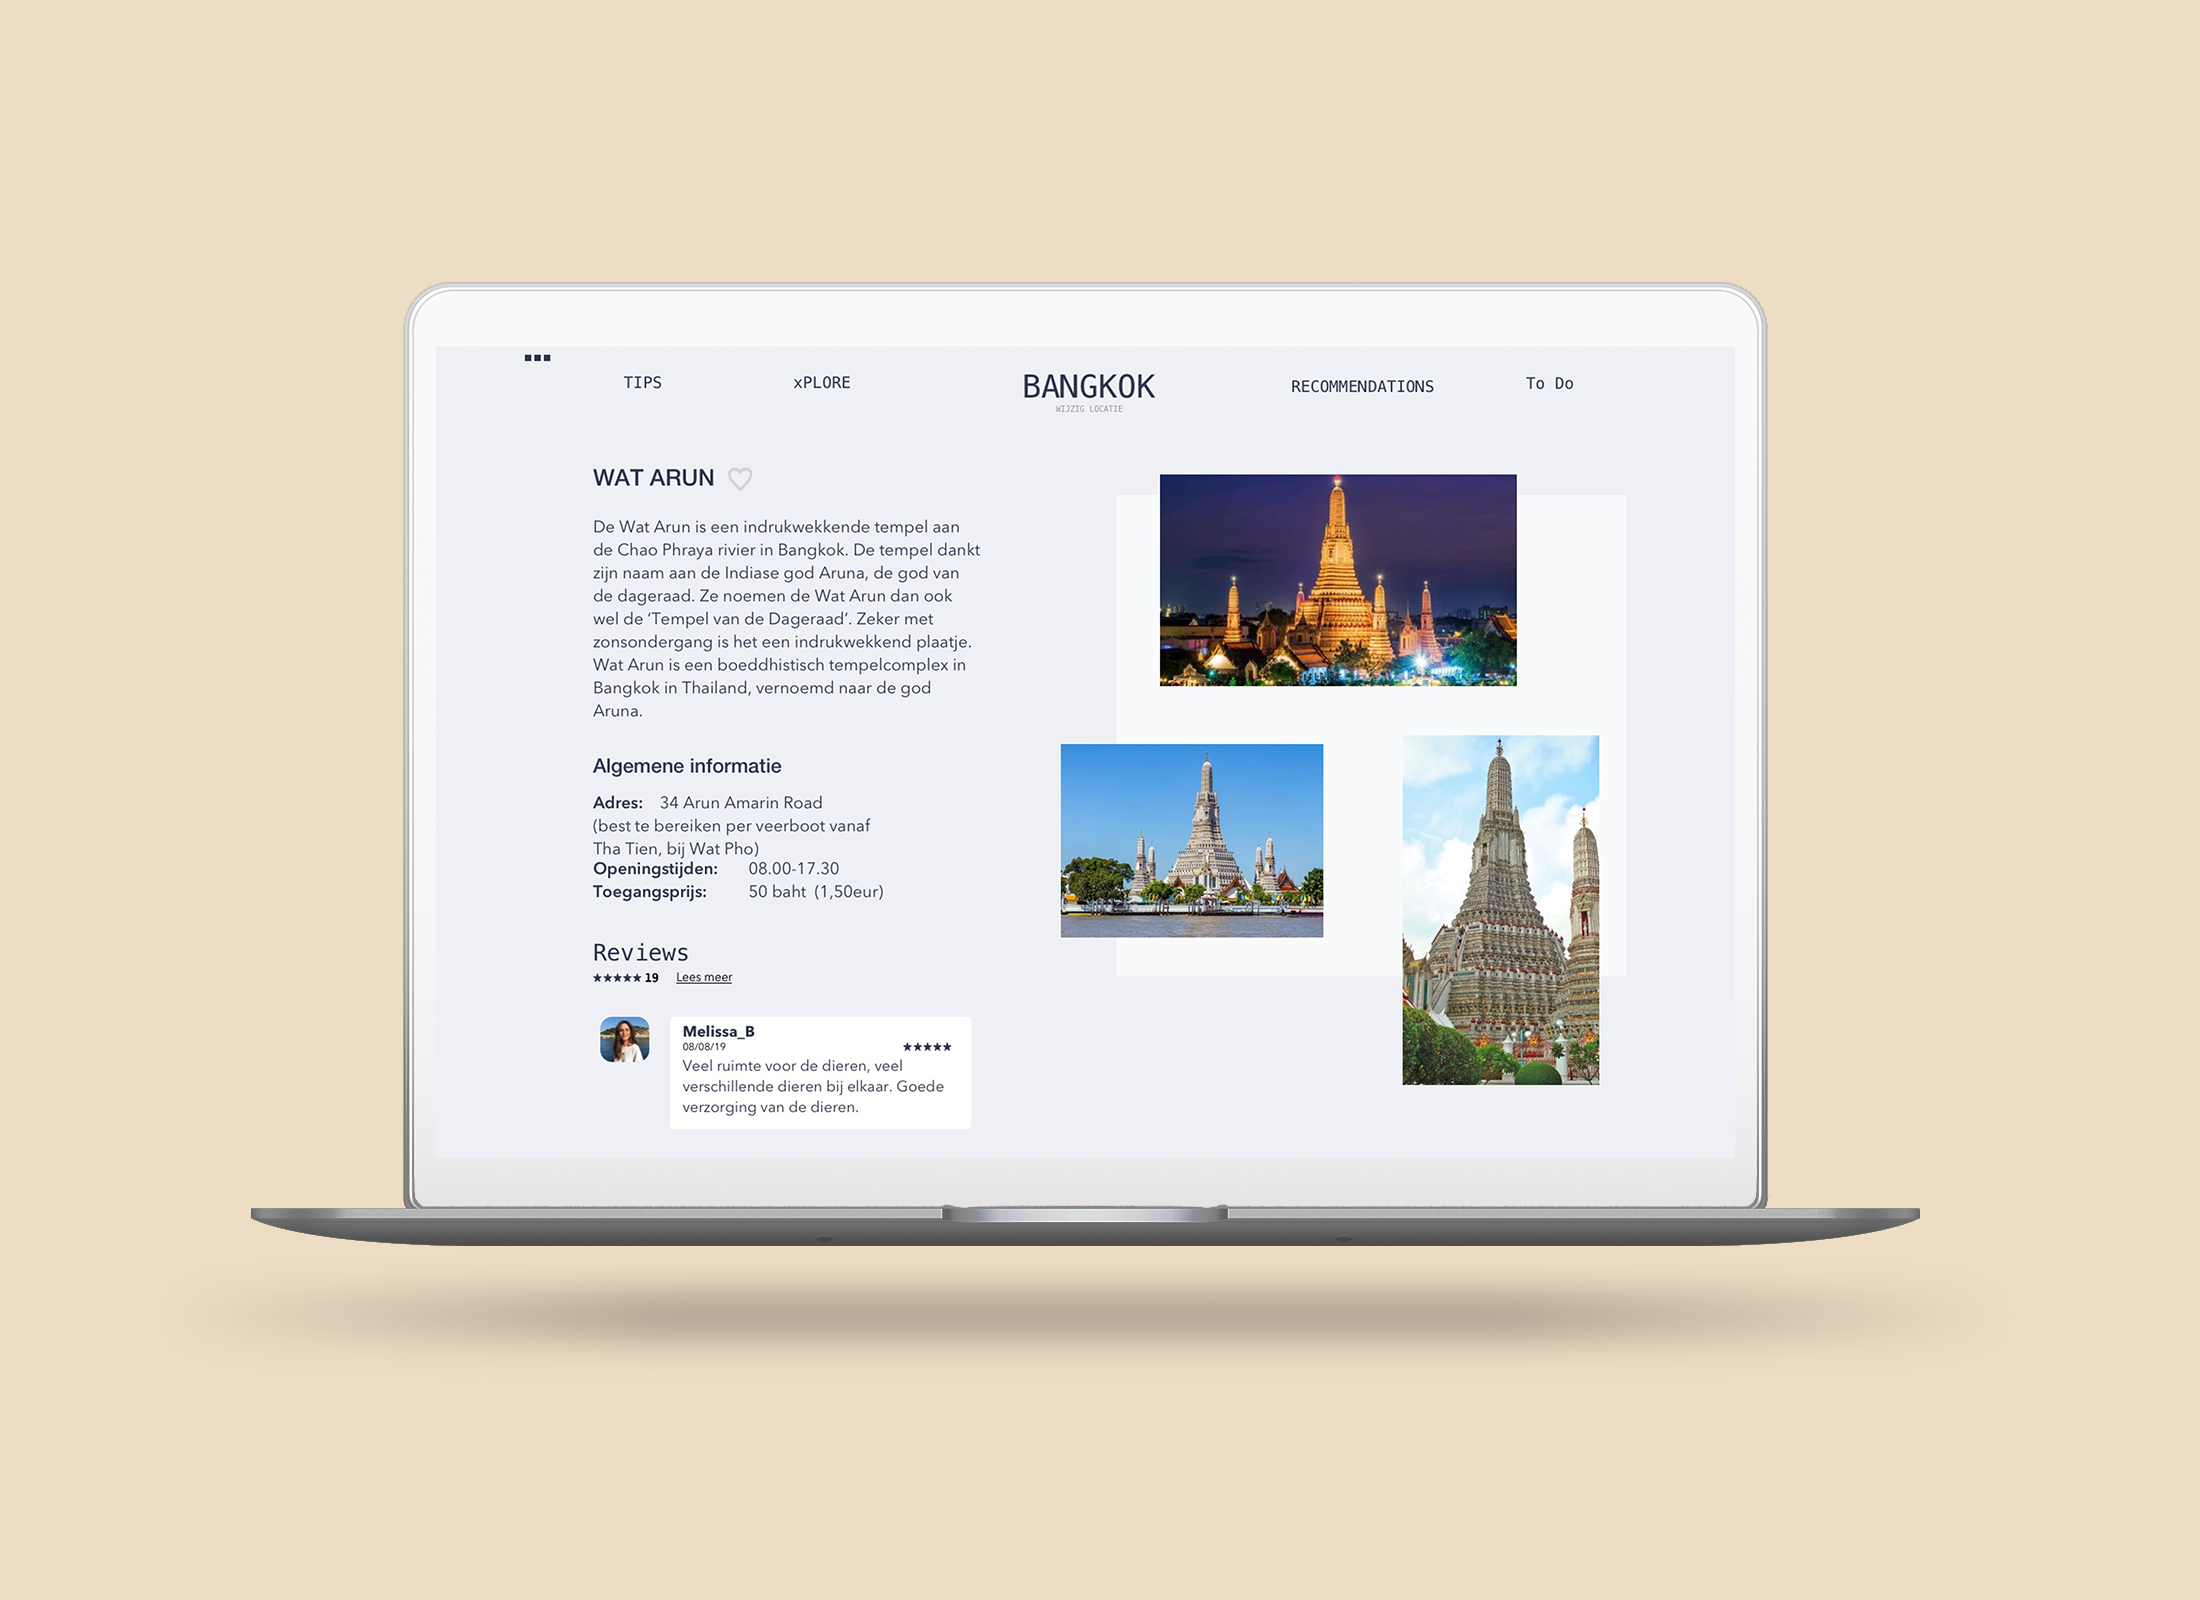 TIPS
xPLORE
BANGKOK
WIJZIG LOCATIE
RECOMMENDATIONS
To Do
WAT ARUN
De Wat Arun is een indrukwekkende tempel aan
de Chao Phraya rivier in Bangkok. De tempel dankt
zijn naam aan de Indiase god Aruna, de god van
de dageraad. Ze noemen de Wat Arun dan ook
wel de ‘Tempel van de Dageraad’. Zeker met
zonsondergang is het een indrukwekkend plaatje.
Wat Arun is een boeddhistisch tempelcomplex in
Bangkok in Thailand, vernoemd naar de god
Aruna.
Algemene informatie
Adres: 34 Arun Amarin Road
(best te bereiken per veerboot vanaf
Tha Tien, bij Wat Pho)
Openingstijden: 08.00-17.30
Toegangsprijs: 50 baht (1,50eur)
Reviews
★★★★★ 19 Lees meer
Melissa_B
08/08/19 ★★★★★
Veel ruimte voor de dieren, veel
verschillende dieren bij elkaar. Goede
verzorging van de dieren.